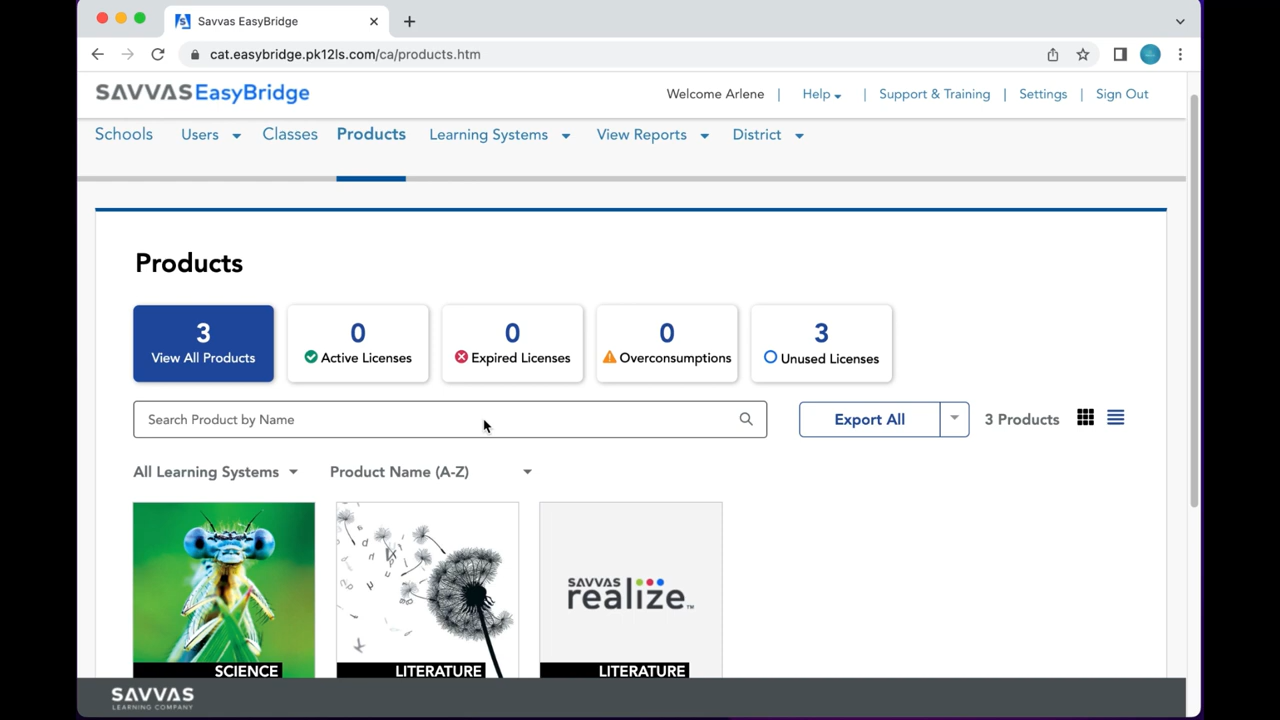 Savvas EasyBridge
cat.easybridge.pk12ls.com/ca/products.htm
SAVVAS EasyBridge
Welcome Arlene | Help | Support & Training | Settings | Sign Out
Schools Users Classes Products Learning Systems View Reports District
Products
3 0 0 0 3
View All Products Active Licenses Expired Licenses Overconsumptions Unused Licenses
Search Product by Name Export All 3 Products
All Learning Systems Product Name (A-Z)
SAVVAS
realize™
SCIENCE LITERATURE LITERATURE
SAVVAS
LEARNING COMPANY